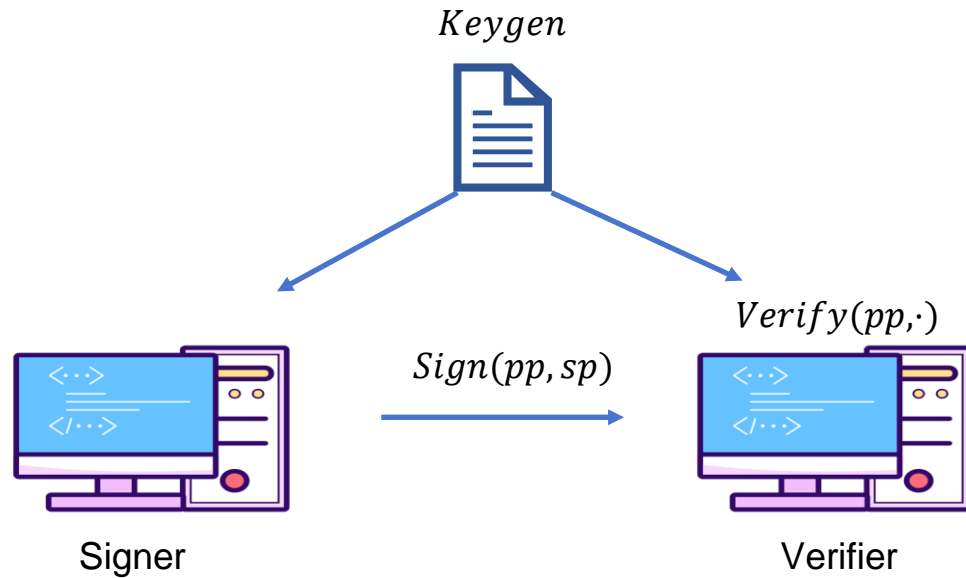 Keygen
Verify(pp,·)
Sign(pp, sp)
<···>
</···>
<···>
</···>
Signer
Verifier